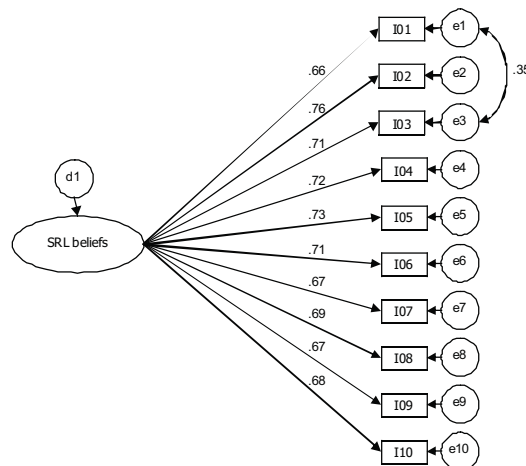 I01 e1
.66
.35
I02 e2
.76
I03 e3
.71
I04 e4
.72
d1
I05 e5
.73
SRL beliefs
I06 e6
.71
.67
I07 e7
.69
I08 e8
.67
I09 e9
.68
I10 e10